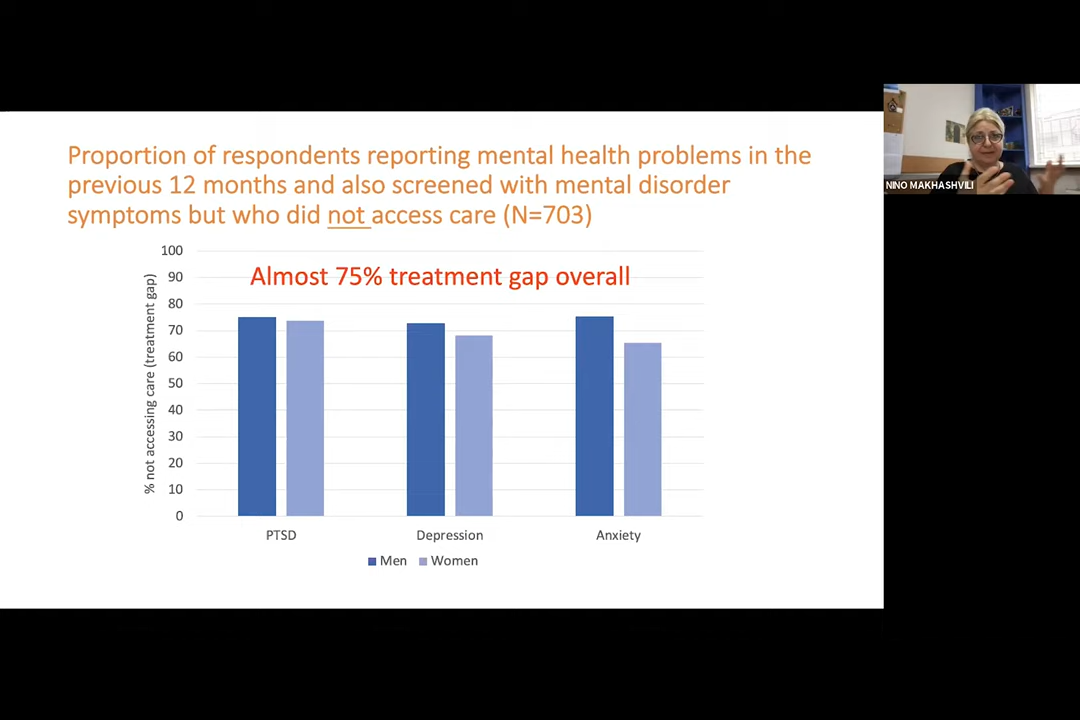 Proportion of respondents reporting mental health problems in the
previous 12 months and also screened with mental disorder
symptoms but who did not access care (N=703)
Almost 75% treatment gap overall
% not accessing care (treatment gap)
100
90
80
70
60
50
40
30
20
10
0
PTSD
Depression
Anxiety
Men
Women
NINO MAKHASHVILI